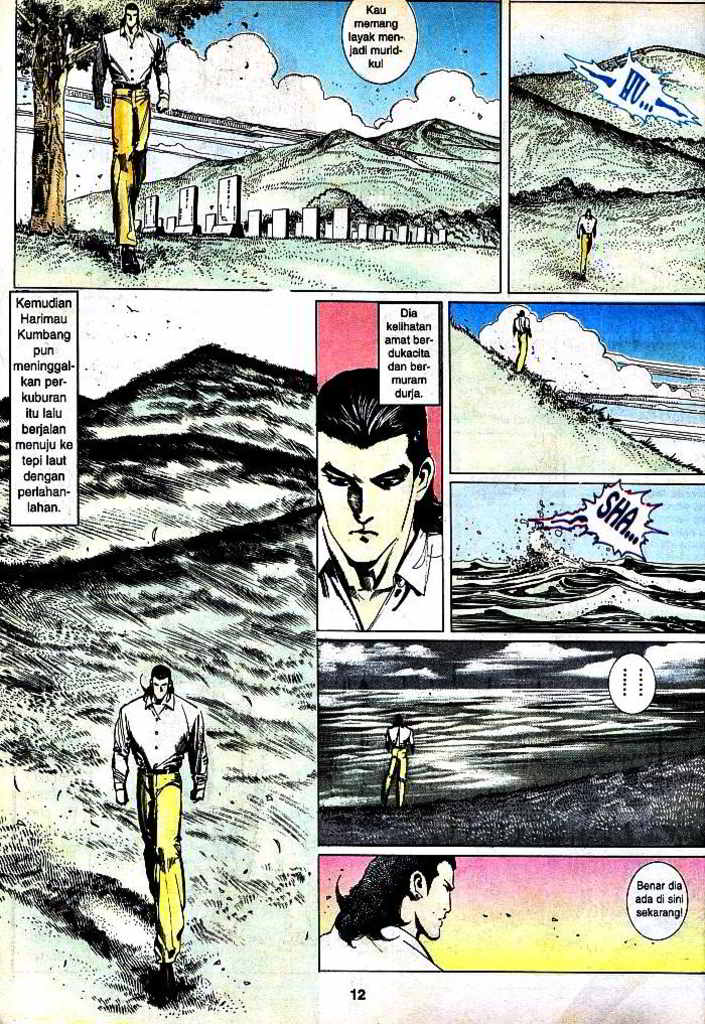 Kau
memang
layak men-
jadi murid-
ku!
HU...
Kemudian
Harimau
Kumbang
pun
meninggal-
kan per-
kuburan
itu lalu
berjalan
menuju ke
tepi laut
dengan
perlahan-
lahan.
Dia
kelihatan
amat ber-
dukacita
dan ber-
muram
durja.
SHA...
Benar dia
ada di sini
sekarang!
12